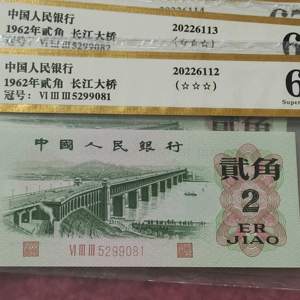 20226114
中国人民银行 20226113
1962年贰角 长江大桥 (☆☆☆)
冠号: VI III III 5299082
中国人民银行 20226112
1962年贰角 长江大桥 (☆☆☆)
冠号: VI III III 5299081
6
Supe
中國人民銀行
貳角
2
ER
JIAO
VI III III 5299081